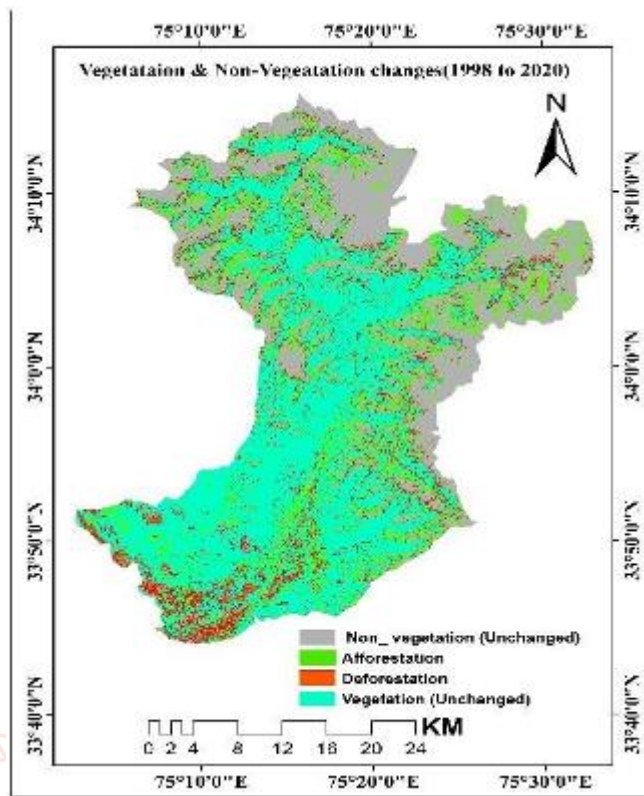 75°10'0"E 75°20'0"E 75°30'0"E
Vegetataion & Non-Vegeatation changes(1998 to 2020)
N
34°10'0"N 34°10'0"N
34°0'0"N 34°0'0"N
33°50'0"N 33°50'0"N
Non_ vegetation (Unchanged)
Afforestation
Deforestation
Vegetation (Unchanged)
33°40'0"N 33°40'0"N
KM
0 2 4 8 12 16 20 24
75°10'0"E 75°20'0"E 75°30'0"E